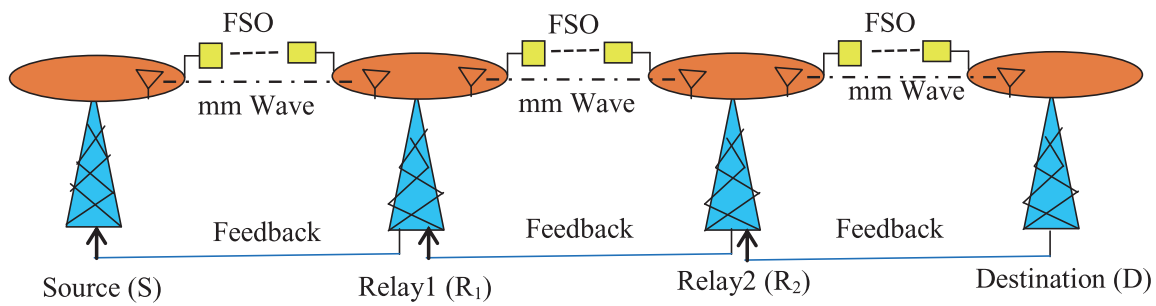 FSO
FSO
FSO
mm Wave
mm Wave
mm Wave
Feedback
Feedback
Feedback
Source (S)
Relay1 (R₁)
Relay2 (R₂)
Destination (D)